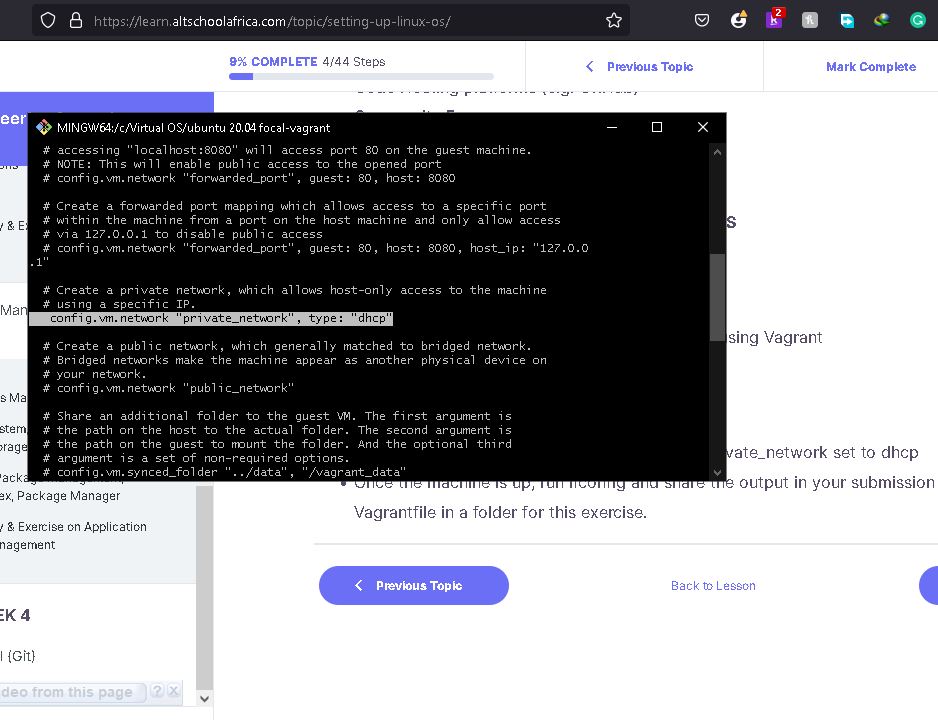 https://learn.altschoolafrica.com/topic/setting-up-linux-os/
2
9% COMPLETE 4/44 Steps
Previous Topic
Mark Complete
MINGW64:/c/Virtual OS/ubuntu 20.04 focal-vagrant
# accessing "localhost:8080" will access port 80 on the guest machine.
# NOTE: This will enable public access to the opened port
# config.vm.network "forwarded_port", guest: 80, host: 8080
# Create a forwarded port mapping which allows access to a specific port
# within the machine from a port on the host machine and only allow access
# via 127.0.0.1 to disable public access
# config.vm.network "forwarded_port", guest: 80, host: 8080, host_ip: "127.0.0
.1"
# Create a private network, which allows host-only access to the machine
# using a specific IP.
config.vm.network "private_network", type: "dhcp"
# Create a public network, which generally matched to bridged network.
# Bridged networks make the machine appear as another physical device on
# your network.
# config.vm.network "public_network"
# Share an additional folder to the guest VM. The first argument is
# the path on the host to the actual folder. The second argument is
# the path on the guest to mount the folder. And the optional third
# argument is a set of non-required options.
# config.vm.synced_folder "../data", "/vagrant_data"
using Vagrant
vate_network set to dhcp
Once the machine is up, run ifconfig and share the output in your submission
Vagrantfile in a folder for this exercise.
Previous Topic
Back to Lesson
eer
y & E
Man
s Ma
stem,
orage
Package Management,
ex, Package Manager
y & Exercise on Application
nagement
EK 4
l {Git}
deo from this page ? X